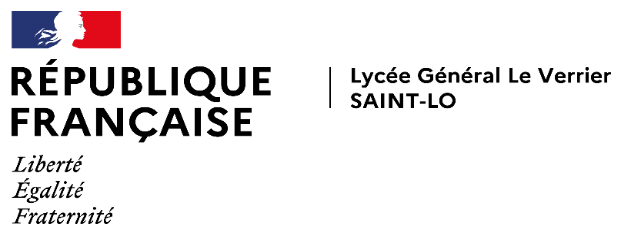 RÉPUBLIQUE
FRANÇAISE
Liberté
Égalité
Fraternité
Lycée Général Le Verrier
SAINT-LO